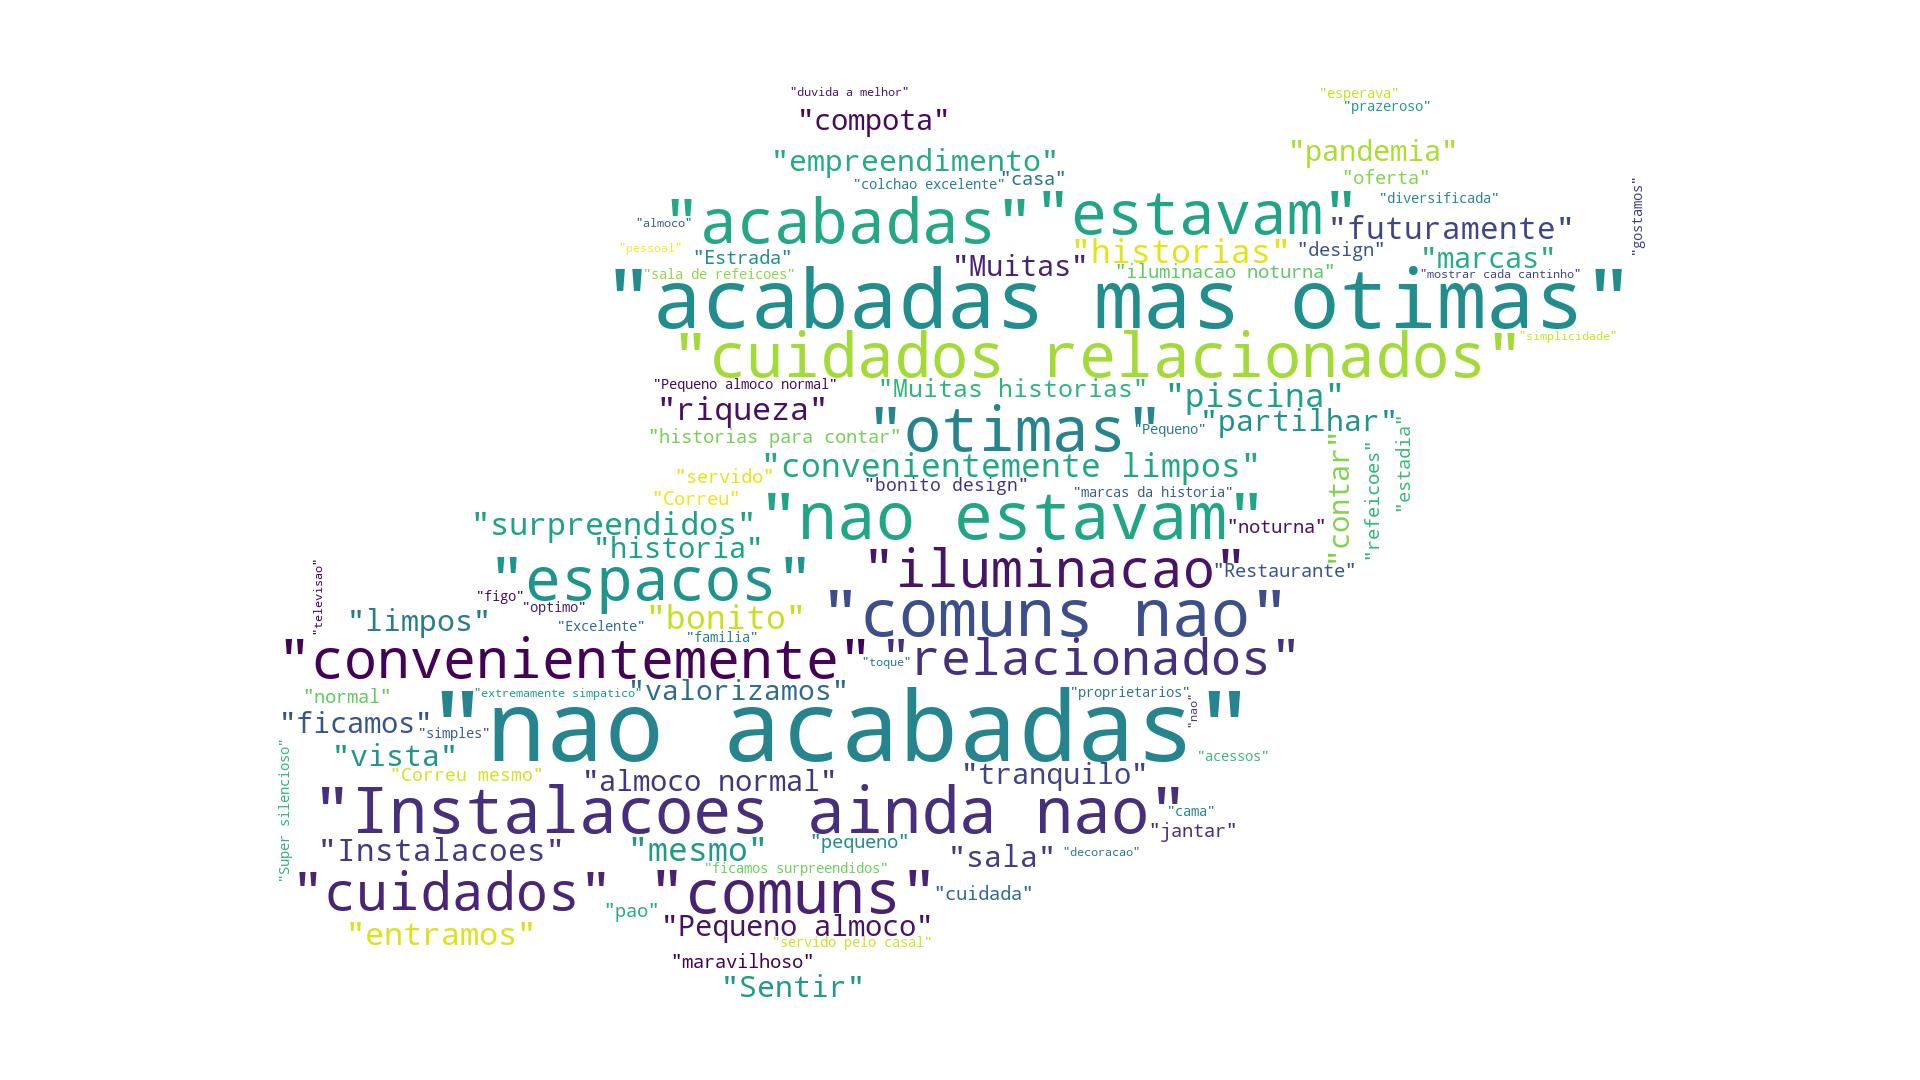 "duvida a melhor"
"esperava"
"prazeroso"
"compota"
"pandemia"
"empreendimento"
"oferta"
"colchao excelente"
"casa"
"diversificada"
"gostamos"
"almoco"
"acabadas"
"estavam"
"futuramente"
"pessoal"
"Estrada"
"historias"
"design"
"marcas"
"Muitas"
"sala de refeicoes"
"iluminacao noturna"
"mostrar cada cantinho"
"acabadas mas otimas"
"simplicidade"
"cuidados relacionados"
"Pequeno almoco normal"
"Muitas historias"
"piscina"
"riqueza"
"otimas"
"Pequeno"
"partilhar"
"historias para contar"
"contar"
"refeicoes"
"estadia"
"convenientemente limpos"
"servido"
"bonito design"
"marcas da historia"
"Correu"
"surpreendidos"
"nao estavam"
"noturna"
"historia"
"iluminacao"
"Restaurante"
"espacos"
"televisao"
"figo"
"optimo"
"limpos"
"Excelente"
"bonito"
"comuns nao"
"familia"
"convenientemente"
"toque"
"relacionados"
"normal"
"extremamente simpatico"
"valorizamos"
"proprietarios"
"nao"
"ficamos"
"simples"
"nao acabadas"
"vista"
"acessos"
"Super silencioso"
"Correu mesmo"
"almoco normal"
"tranquilo"
"Instalacoes ainda nao"
"cama"
"jantar"
"Instalacoes"
"mesmo"
"pequeno"
"sala"
"decoracao"
"ficamos surpreendidos"
"cuidados"
"comuns"
"cuidada"
"pao"
"entramos"
"Pequeno almoco"
"servido pelo casal"
"maravilhoso"
"Sentir"